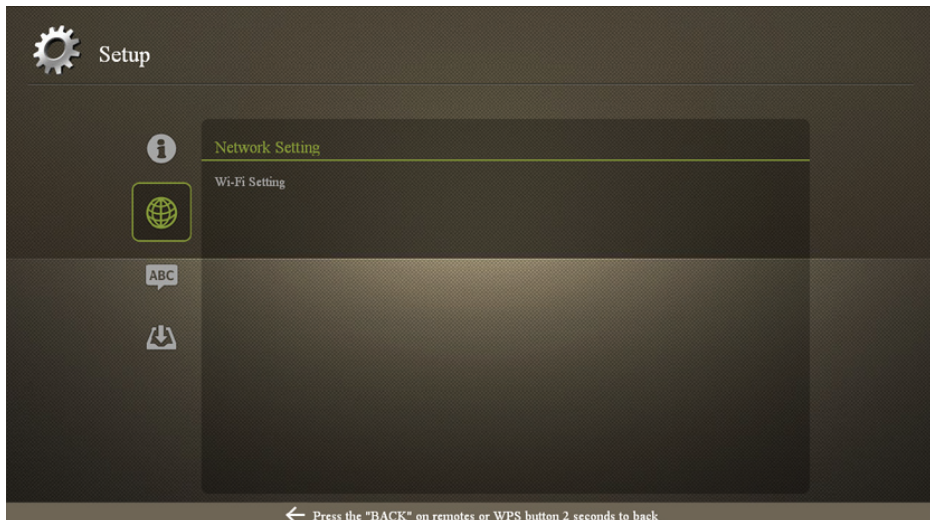 Setup
Network Setting
Wi-Fi Setting
ABC
Press the "BACK" on remotes or WPS button 2 seconds to back